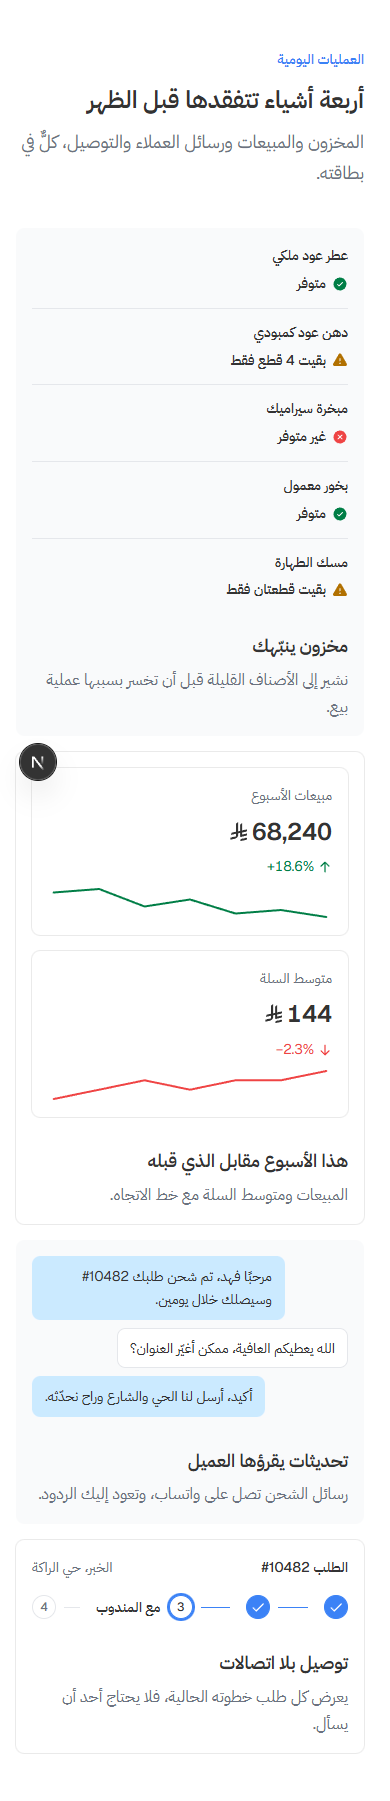 العمليات اليومية
أربعة أشياء تتفقدها قبل الظهر
المخزون والمبيعات ورسائل العملاء والتوصيل، كلٌّ في
بطاقته.
عطر عود ملكي
متوفر
دهن عود كمبودي
بقيت 4 قطع فقط
مبخرة سيراميك
غير متوفر
بخور معمول
متوفر
مسك الطهارة
بقيت قطعتان فقط
مخزون ينبّهك
نشير إلى الأصناف القليلة قبل أن تخسر بسببها عملية
بيع.
N
مبيعات الأسبوع
68,240
+18.6%
متوسط السلة
144
−2.3%
هذا الأسبوع مقابل الذي قبله
المبيعات ومتوسط السلة مع خط الاتجاه.
مرحبًا فهد، تم شحن طلبك 10482#
وسيصلك خلال يومين.
الله يعطيكم العافية، ممكن أغيّر العنوان؟
أكيد، أرسل لنا الحي والشارع وراح نحدّثه.
تحديثات يقرؤها العميل
رسائل الشحن تصل على واتساب، وتعود إليك الردود.
الطلب 10482#
الخبر، حي الراكة
3 مع المندوب 4
توصيل بلا اتصالات
يعرض كل طلب خطوته الحالية، فلا يحتاج أحد أن
يسأل.